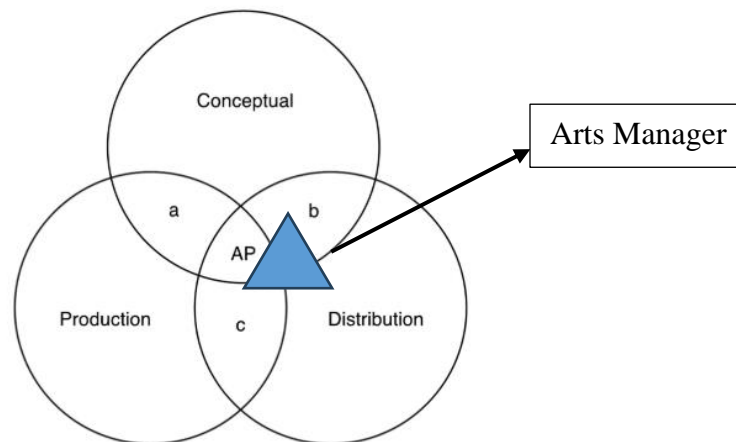 Conceptual
Arts Manager
a
b
AP
Production
c
Distribution